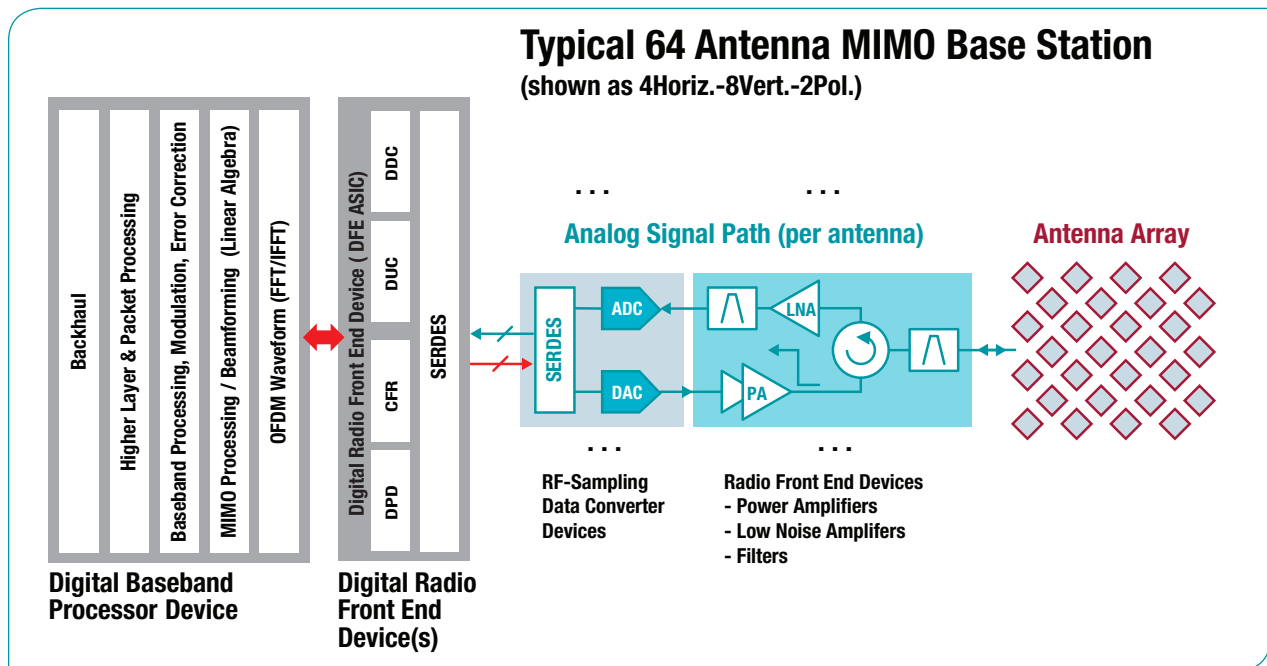 Typical 64 Antenna MIMO Base Station
(shown as 4Horiz.-8Vert.-2Pol.)
Backhaul
Higher Layer & Packet Processing
Baseband Processing, Modulation, Error Correction
MIMO Processing / Beamforming (Linear Algebra)
OFDM Waveform (FFT/IFFT)
Digital Baseband
Processor Device
Digital Radio Front End Device ( DFE ASIC)
DDC
DUC
CFR
DPD
SERDES
Digital Radio
Front End
Device(s)
. . .
. . .
Analog Signal Path (per antenna)
SERDES
ADC
DAC
LNA
PA
. . .
. . .
RF-Sampling
Data Converter
Devices
Radio Front End Devices
- Power Amplifiers
- Low Noise Amplifers
- Filters
Antenna Array